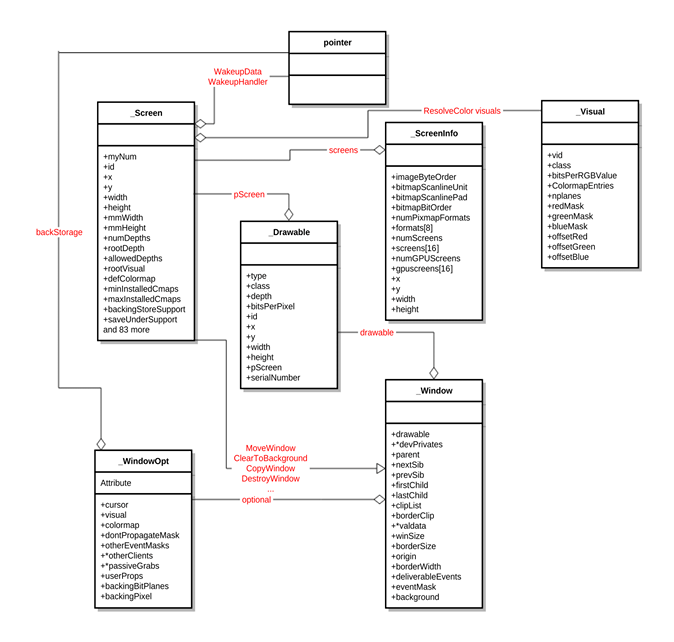 pointer
WakeupData
WakeupHandler
_Screen
+myNum
+id
+x
+y
+width
+height
+mmWidth
+mmHeight
+numDepths
+rootDepth
+allowedDepths
+rootVisual
+defColormap
+minInstalledCmaps
+maxInstalledCmaps
+backingStoreSupport
+saveUnderSupport
and 83 more
ResolveColor visuals
_Visual
+vid
+class
+bitsPerRGBValue
+ColormapEntries
+nplanes
+redMask
+greenMask
+blueMask
+offsetRed
+offsetGreen
+offsetBlue
_ScreenInfo
+imageByteOrder
+bitmapScanlineUnit
+bitmapScanlinePad
+bitmapBitOrder
+numPixmapFormats
+formats[8]
+numScreens
+screens[16]
+numGPUScreens
+gpuscreens[16]
+x
+y
+width
+height
screens
pScreen
backStorage
_Drawable
+type
+class
+depth
+bitsPerPixel
+id
+x
+y
+width
+height
+pScreen
+serialNumber
drawable
_Window
+drawable
+*devPrivates
+parent
+nextSib
+prevSib
+firstChild
+lastChild
+clipList
+borderClip
+*valdata
+winSize
+borderSize
+origin
+borderWidth
+deliverableEvents
+eventMask
+background
MoveWindow
ClearToBackground
CopyWindow
DestroyWindow
...
optional
_WindowOpt
Attribute
+cursor
+visual
+colormap
+dontPropagateMask
+otherEventMasks
+*otherClients
+*passiveGrabs
+userProps
+backingBitPlanes
+backingPixel